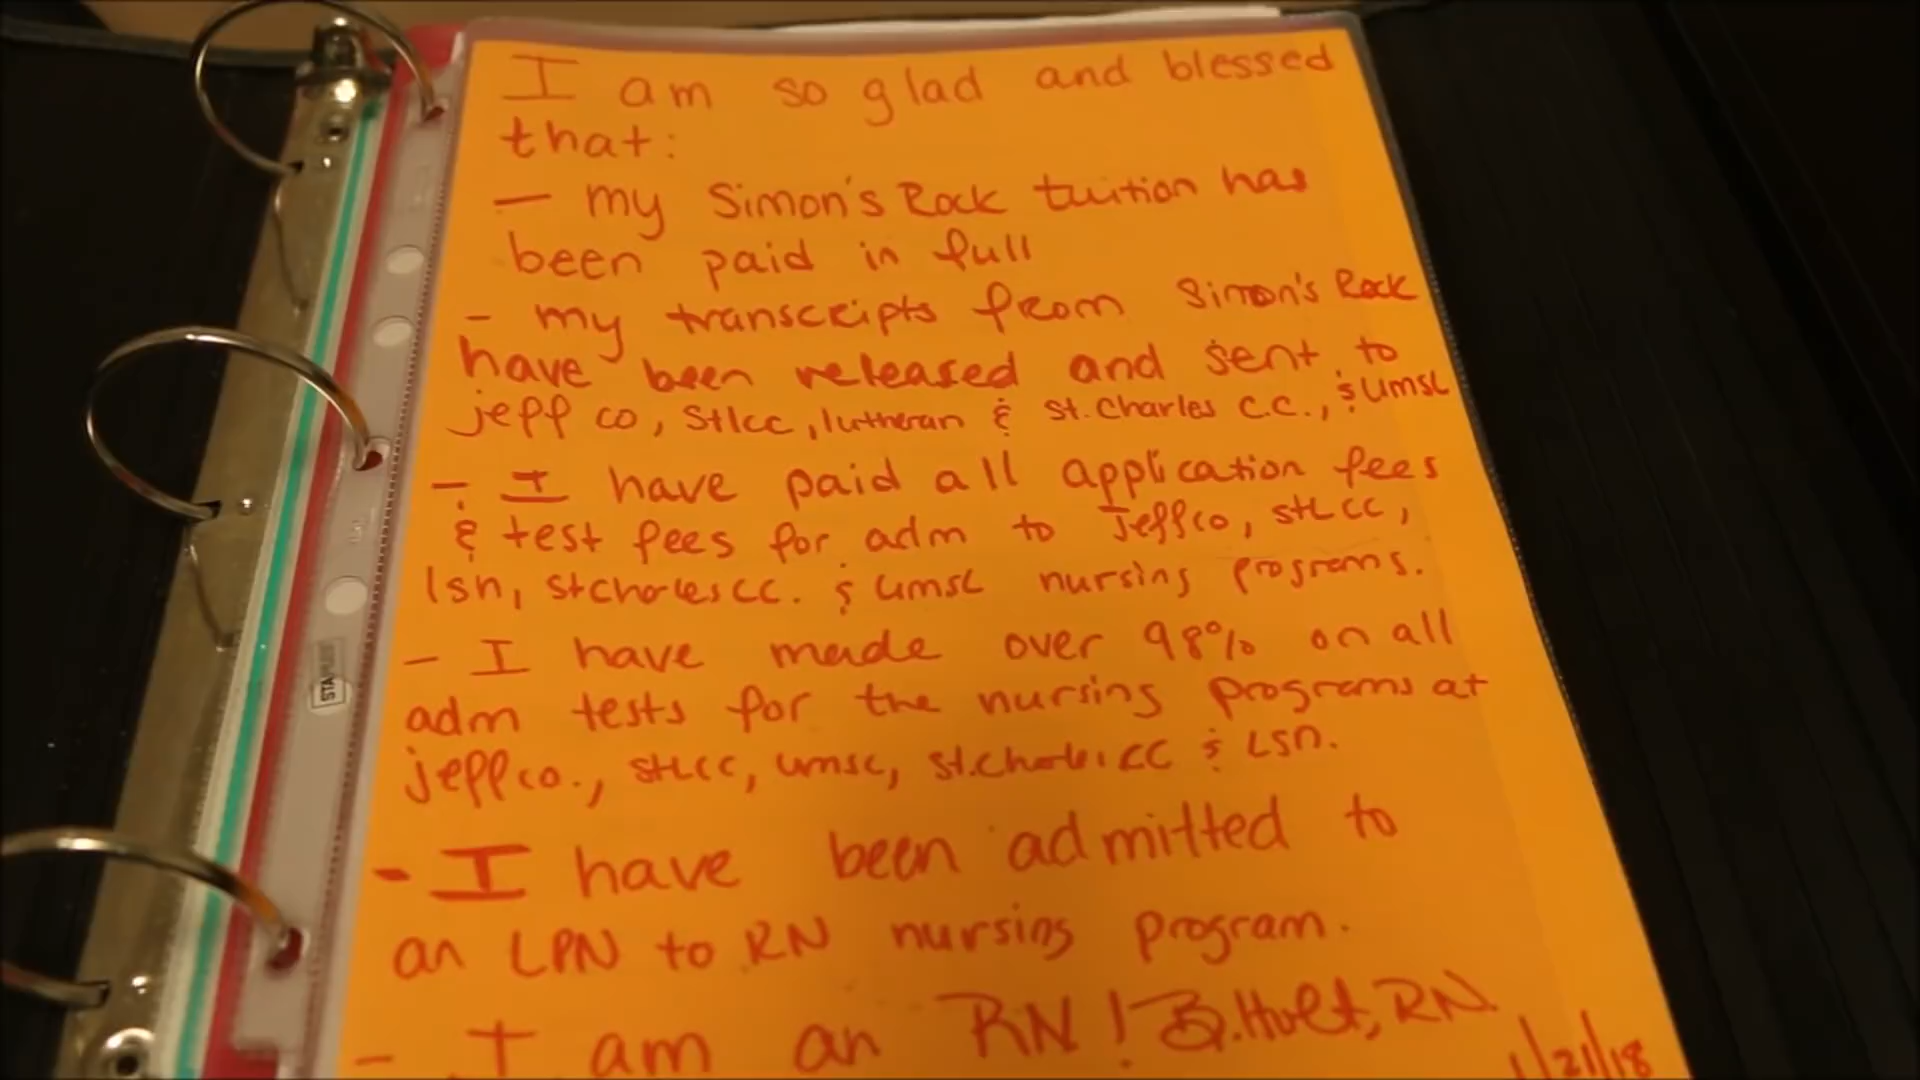 I am so glad and blessed
that:
— my Simon's Rock tuition has
been paid in full
- my transcripts from Simon's Rock
have been released and sent to
jeff co, Stlcc, lutheran & st. Charles C.C., & UMSL
- I have paid all application fees
& test fees for adm to Jeffco, stLCC,
lsn, st Charles CC. & UMSL nursing programs.
- I have made over 98% on all
adm tests for the nursing programs at
jeffco., stLCC, UMSL, st.Charles CC & LSN.
- I have been admitted to
an LPN to RN nursing program.
- I am an RN! B.Holt, RN.
1/21/18